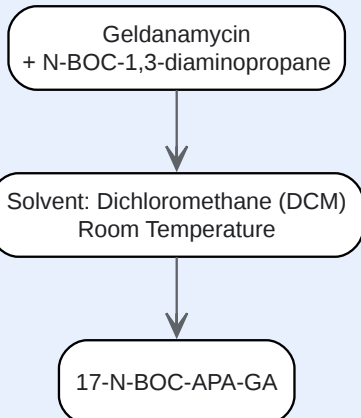 Geldanamycin
+ N-BOC-1,3-diaminopropane
Solvent: Dichloromethane (DCM)
Room Temperature
17-N-BOC-APA-GA